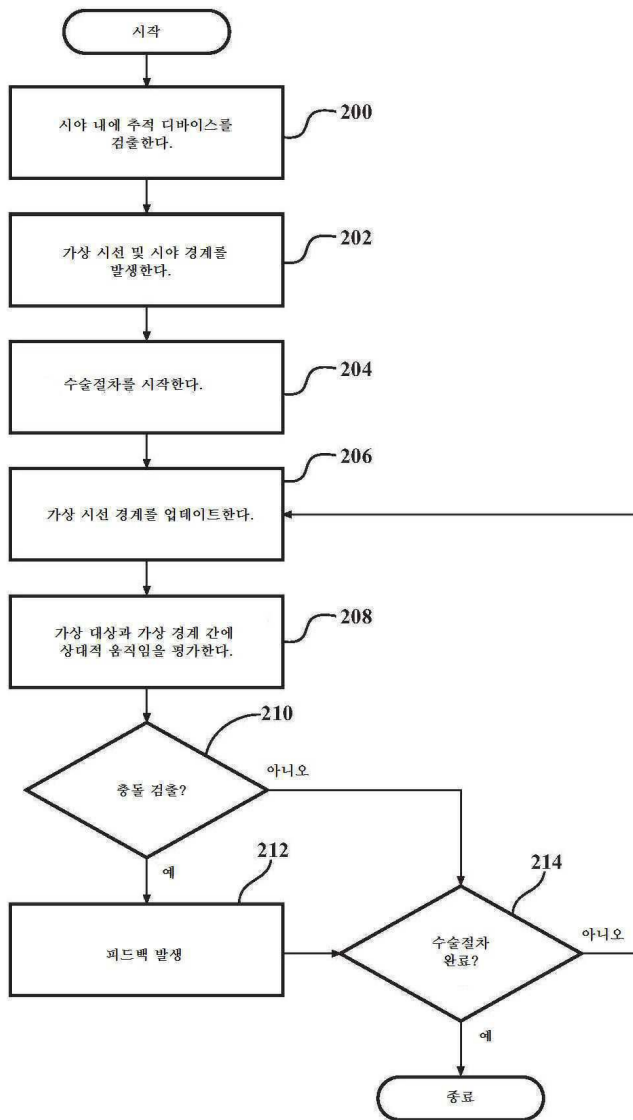 시작
시야 내에 추적 디바이스를
검출한다.
200
가상 시선 및 시야 경계를
발생한다.
202
수술절차를 시작한다.
204
206
가상 시선 경계를 업테이트한다.
가상 대상과 가상 경계 간에
상대적 움직임을 평가한다.
208
210
충돌 검출?
아니오
예
212
피드백 발생
214
수술절차
완료?
아니오
예
종료